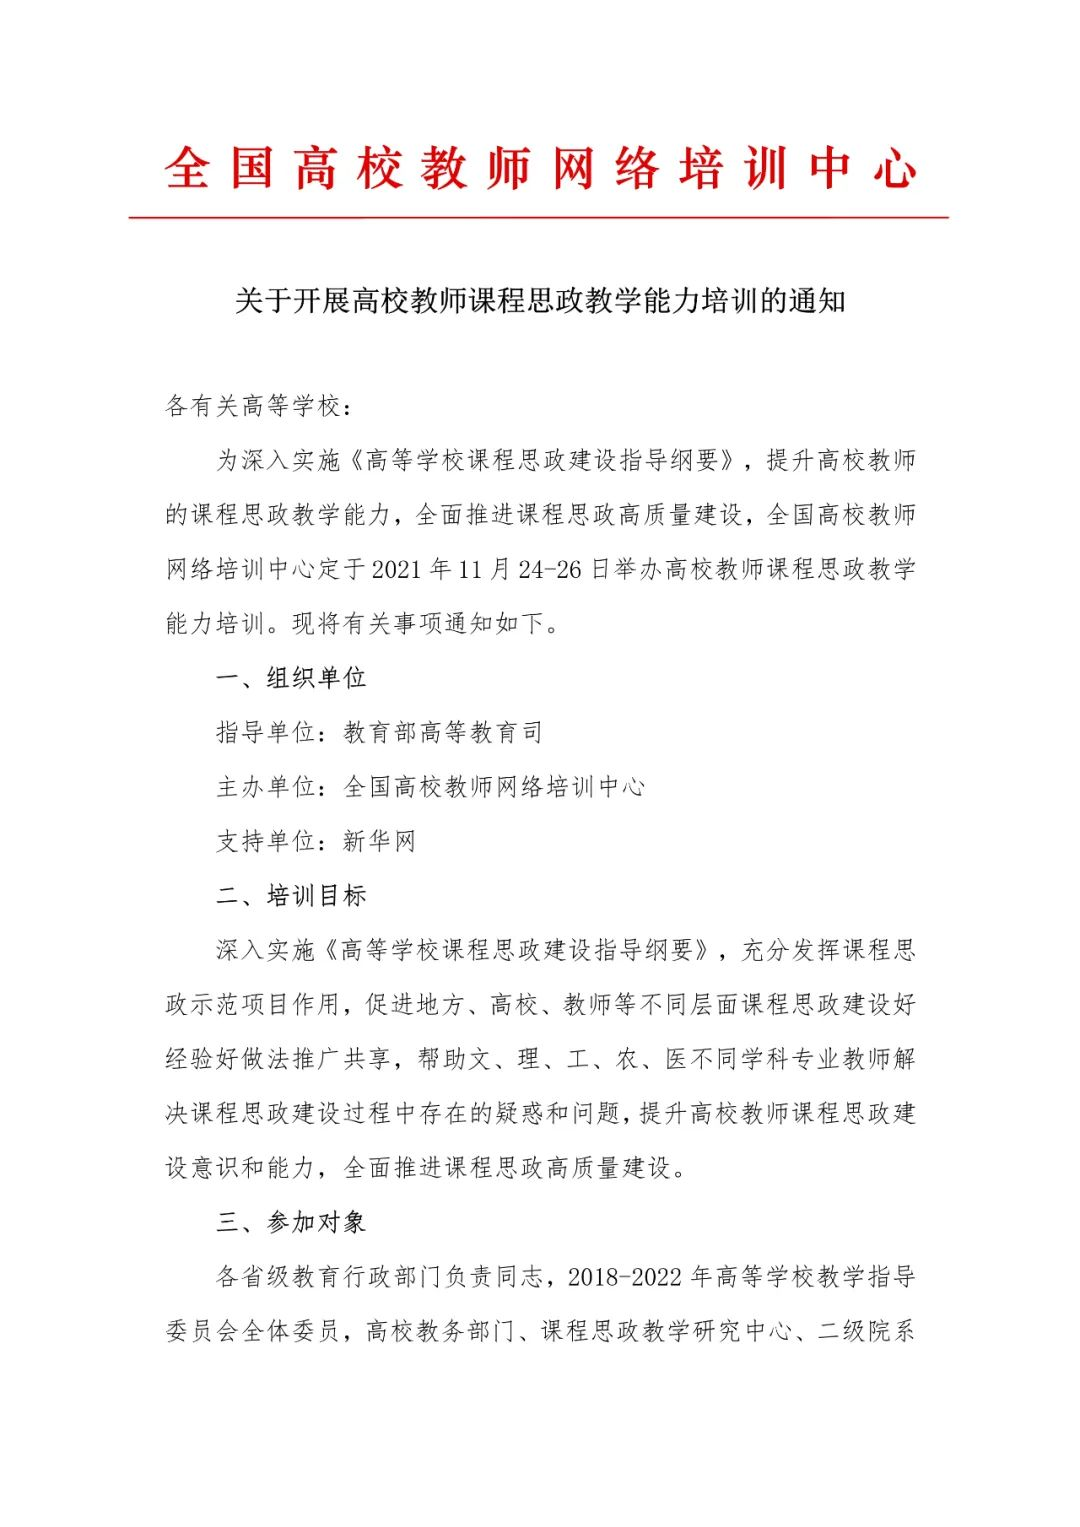 全国高校教师网络培训中心
关于开展高校教师课程思政教学能力培训的通知
各有关高等学校：
为深入实施《高等学校课程思政建设指导纲要》，提升高校教师
的课程思政教学能力，全面推进课程思政高质量建设，全国高校教师
网络培训中心定于 2021 年 11 月 24-26 日举办高校教师课程思政教学
能力培训。现将有关事项通知如下。
一、组织单位
指导单位：教育部高等教育司
主办单位：全国高校教师网络培训中心
支持单位：新华网
二、培训目标
深入实施《高等学校课程思政建设指导纲要》，充分发挥课程思
政示范项目作用，促进地方、高校、教师等不同层面课程思政建设好
经验好做法推广共享，帮助文、理、工、农、医不同学科专业教师解
决课程思政建设过程中存在的疑惑和问题，提升高校教师课程思政建
设意识和能力，全面推进课程思政高质量建设。
三、参加对象
各省级教育行政部门负责同志，2018-2022 年高等学校教学指导
委员会全体委员，高校教务部门、课程思政教学研究中心、二级院系